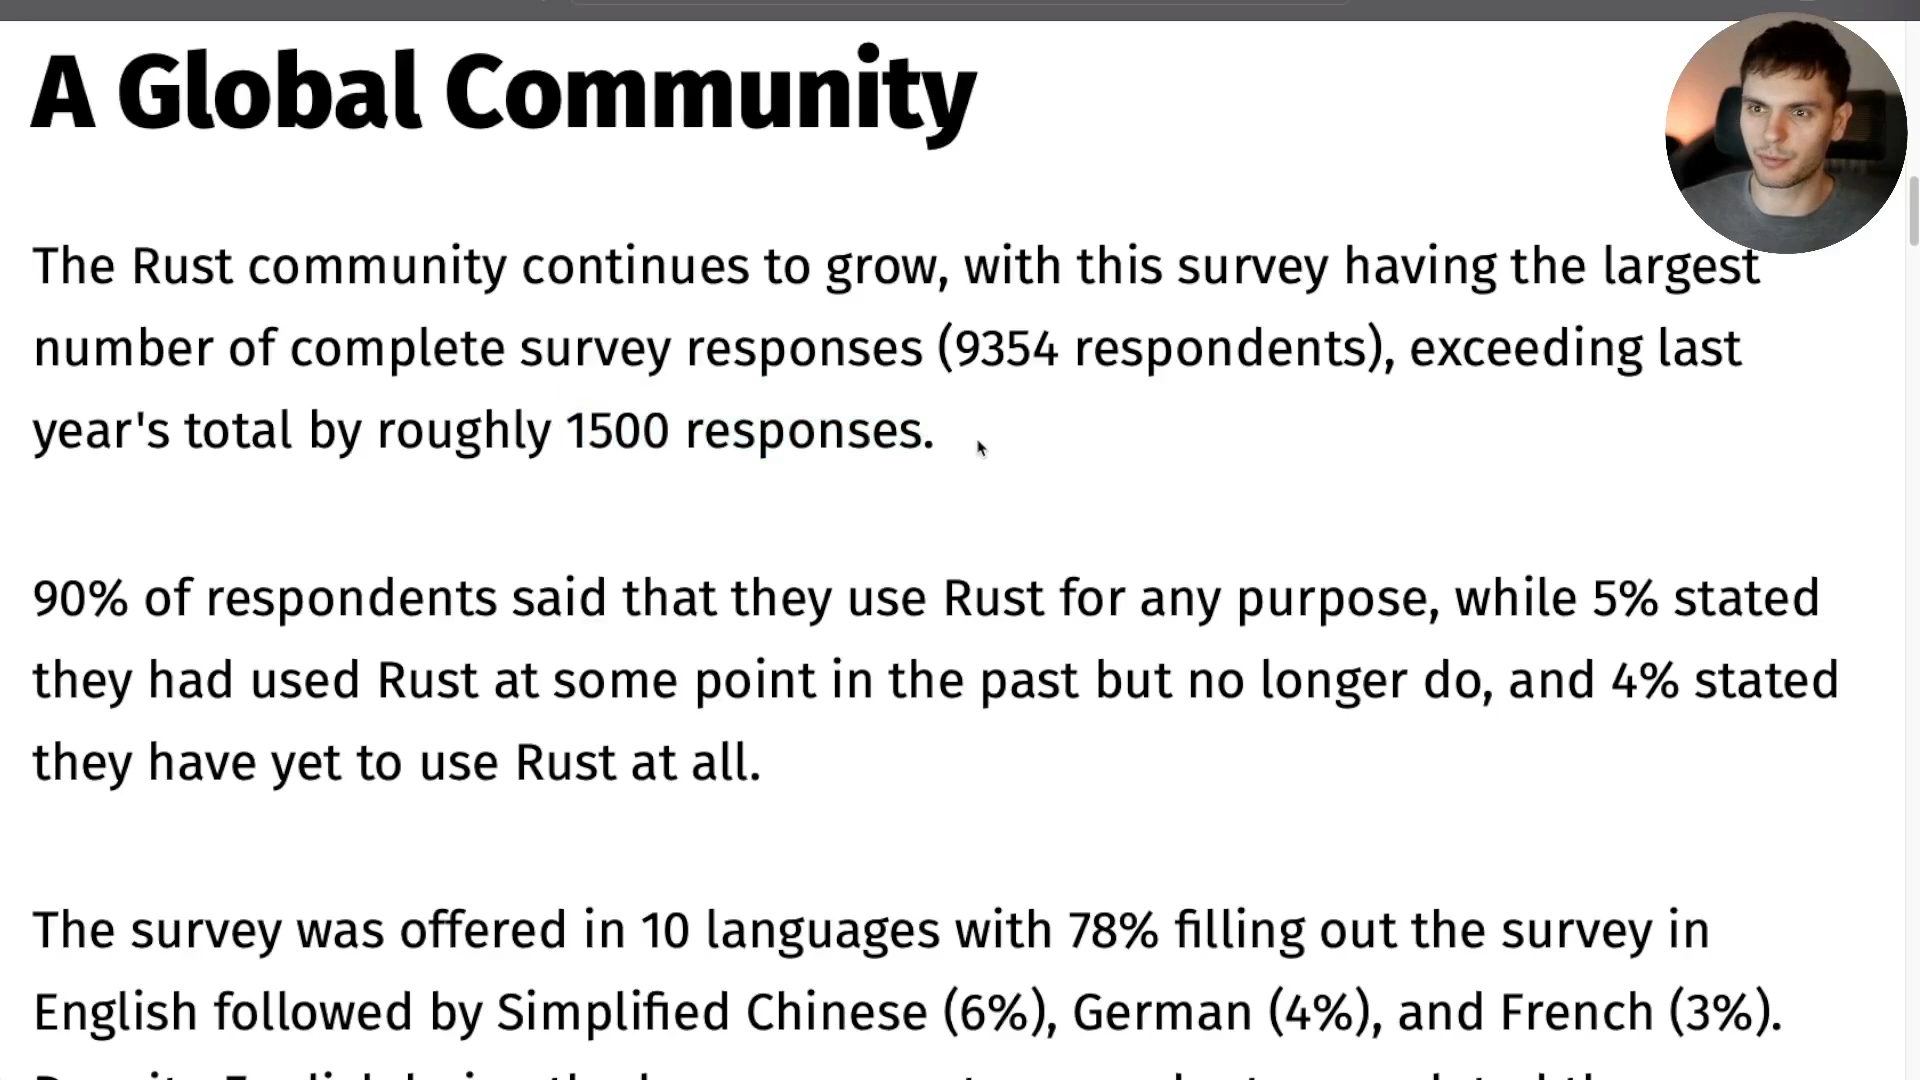 A Global Community
The Rust community continues to grow, with this survey having the largest
number of complete survey responses (9354 respondents), exceeding last
year's total by roughly 1500 responses.
90% of respondents said that they use Rust for any purpose, while 5% stated
they had used Rust at some point in the past but no longer do, and 4% stated
they have yet to use Rust at all.
The survey was offered in 10 languages with 78% filling out the survey in
English followed by Simplified Chinese (6%), German (4%), and French (3%).